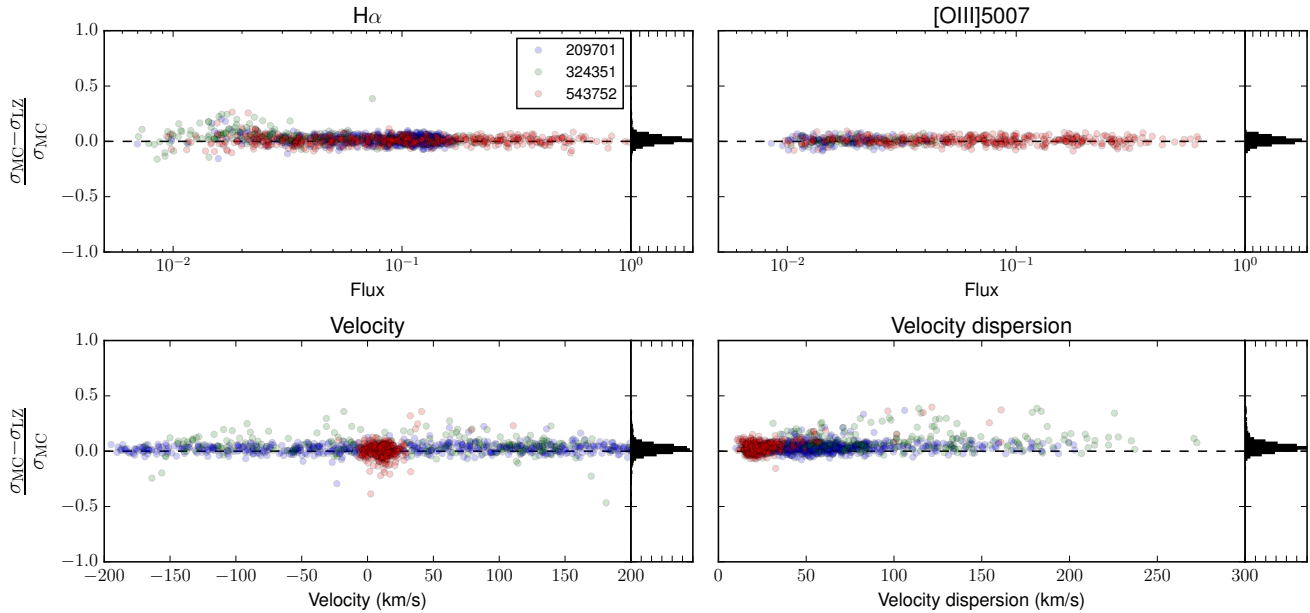 Hα
[OIII]5007
1.0
0.5
0.0
−0.5
−1.0
σMC−σLZ
σMC
209701
324351
543752
10⁻² 10⁻¹ 10⁰
10⁻² 10⁻¹ 10⁰
Flux
Flux
Velocity
Velocity dispersion
1.0
0.5
0.0
−0.5
−1.0
σMC−σLZ
σMC
−200 −150 −100 −50 0 50 100 150 200
0 50 100 150 200 250 300
Velocity (km/s)
Velocity dispersion (km/s)